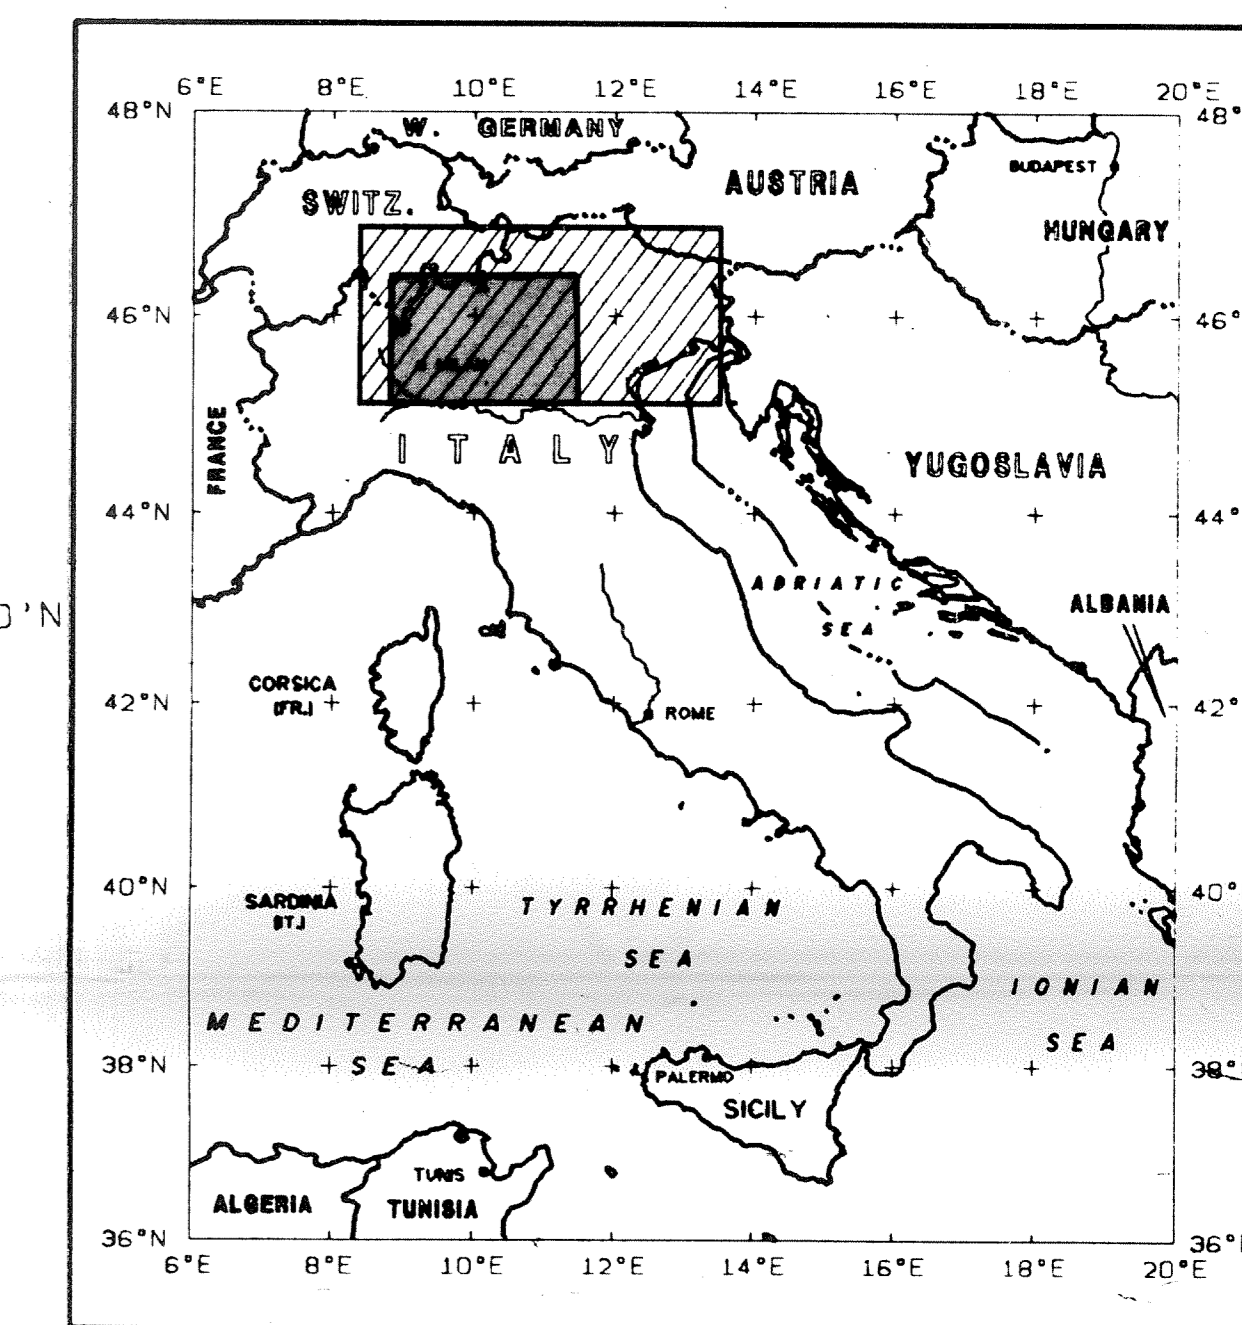 6°E 8°E 10°E 12°E 14°E 16°E 18°E 20°E
48°N 48°
W. GERMANY
BUDAPEST
AUSTRIA
SWITZ.
HUNGARY
46°N 46°
FRANCE
ITALY
YUGOSLAVIA
44°N 44°
ADRIATIC
SEA
ALBANIA
0'N
CORSICA
(FR.)
42°N 42°
ROME
40°N 40°
SARDINIA
(IT.)
TYRRHENIAN
SEA
IONIAN
SEA
MEDITERRANEAN
SEA
38°N 38°
PALERMO
SICILY
TUNIS
ALGERIA
TUNISIA
36°N 36°
6°E 8°E 10°E 12°E 14°E 16°E 18°E 20°E